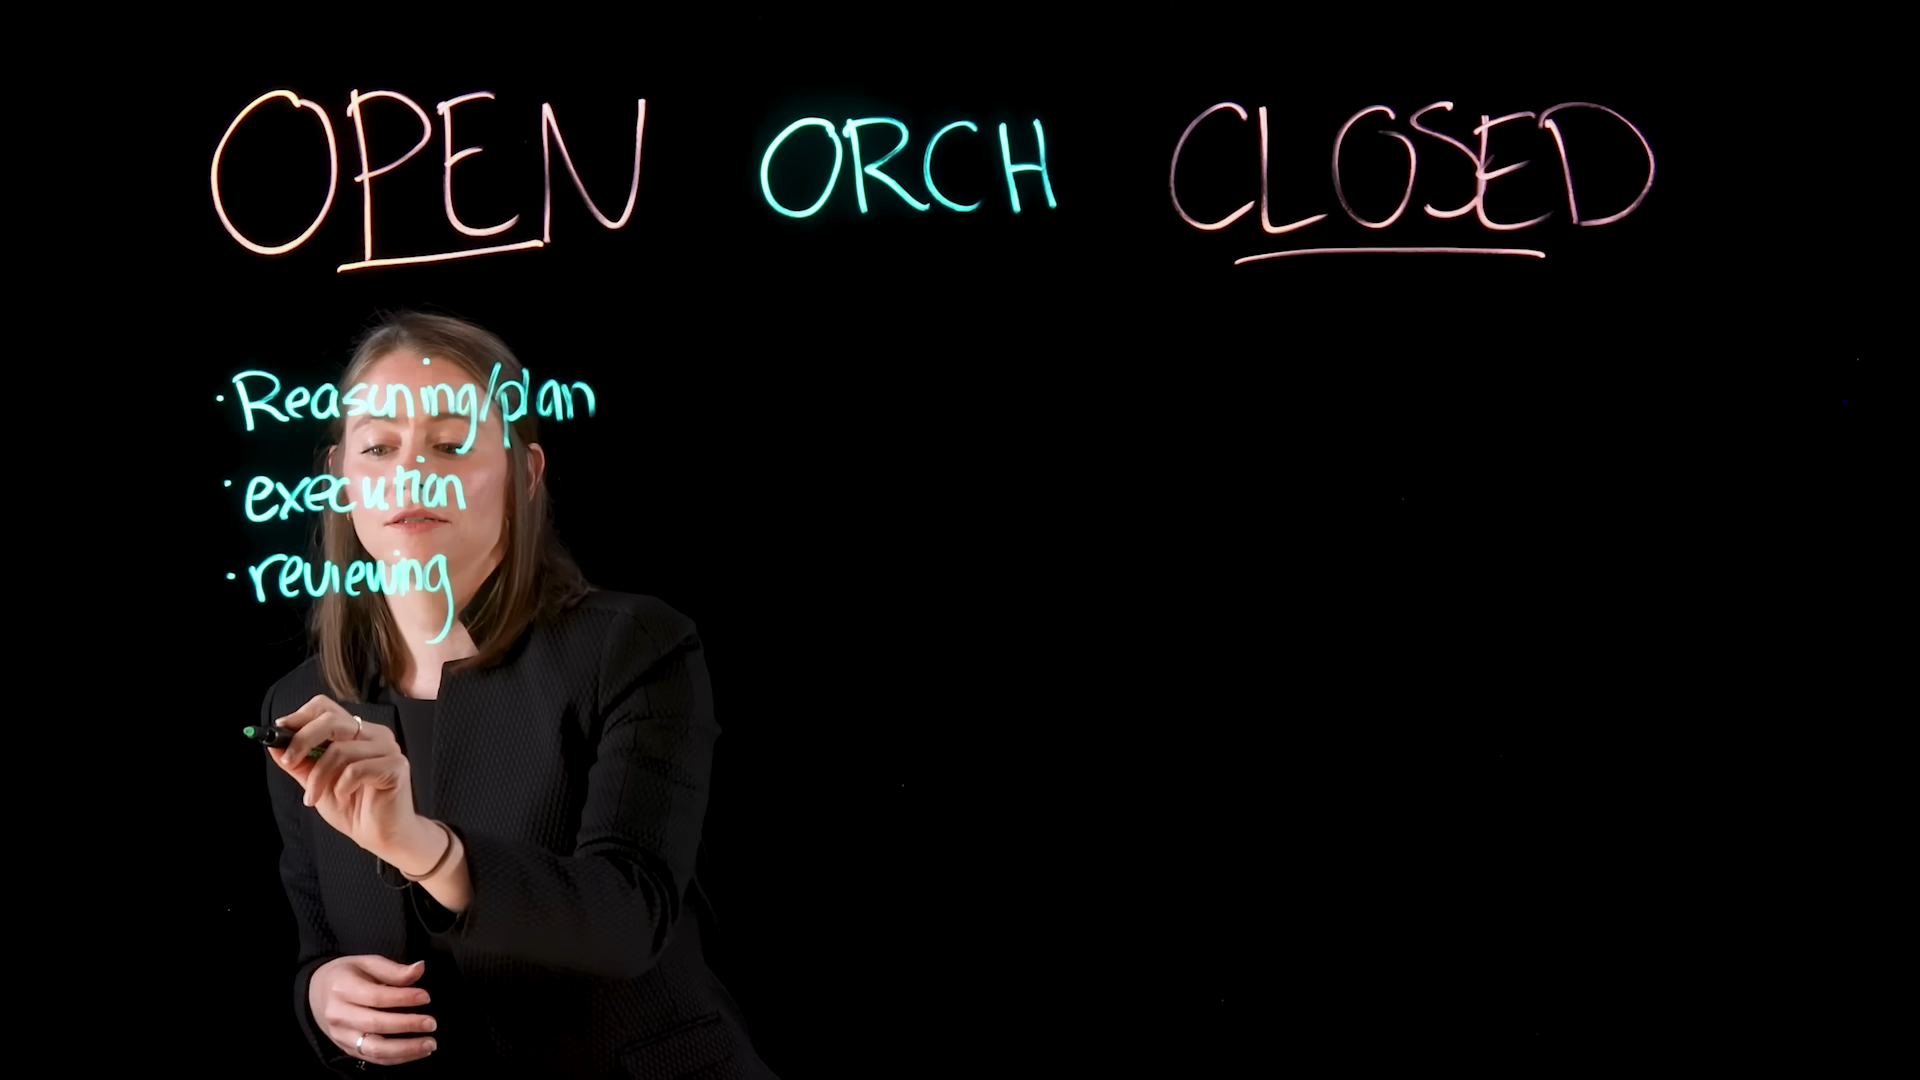 OPEN ORCH CLOSED
· Reasoning/plan
· execution
· reviewing